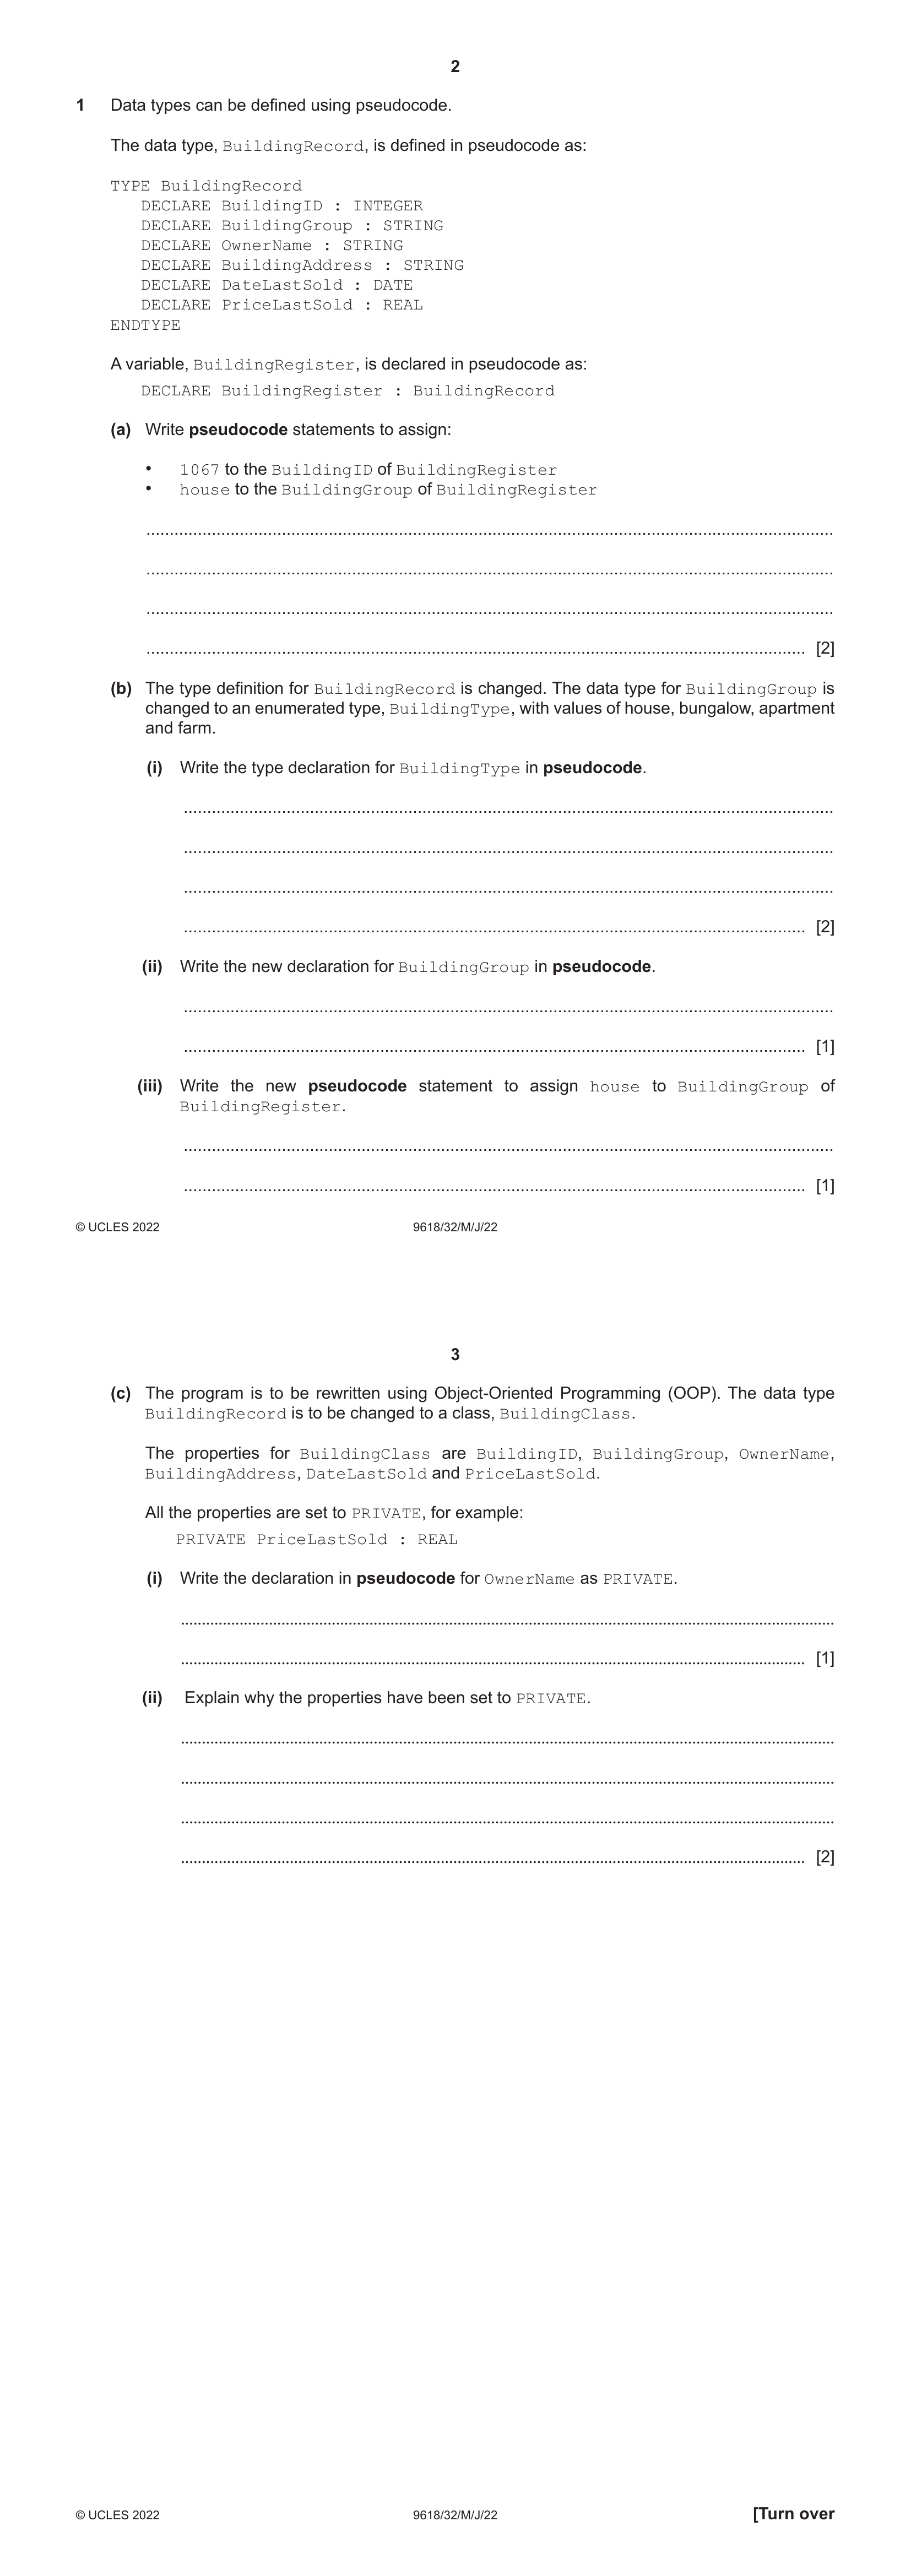 2
1 Data types can be defined using pseudocode.
The data type, BuildingRecord, is defined in pseudocode as:
TYPE BuildingRecord
DECLARE BuildingID : INTEGER
DECLARE BuildingGroup : STRING
DECLARE OwnerName : STRING
DECLARE BuildingAddress : STRING
DECLARE DateLastSold : DATE
DECLARE PriceLastSold : REAL
ENDTYPE
A variable, BuildingRegister, is declared in pseudocode as:
DECLARE BuildingRegister : BuildingRecord
(a) Write pseudocode statements to assign:
• 1067 to the BuildingID of BuildingRegister
• house to the BuildingGroup of BuildingRegister
[2]
(b) The type definition for BuildingRecord is changed. The data type for BuildingGroup is
changed to an enumerated type, BuildingType, with values of house, bungalow, apartment
and farm.
(i) Write the type declaration for BuildingType in pseudocode.
[2]
(ii) Write the new declaration for BuildingGroup in pseudocode.
[1]
(iii) Write the new pseudocode statement to assign house to BuildingGroup of
BuildingRegister.
[1]
© UCLES 2022 9618/32/M/J/22
3
(c) The program is to be rewritten using Object-Oriented Programming (OOP). The data type
BuildingRecord is to be changed to a class, BuildingClass.
The properties for BuildingClass are BuildingID, BuildingGroup, OwnerName,
BuildingAddress, DateLastSold and PriceLastSold.
All the properties are set to PRIVATE, for example:
PRIVATE PriceLastSold : REAL
(i) Write the declaration in pseudocode for OwnerName as PRIVATE.
[1]
(ii) Explain why the properties have been set to PRIVATE.
[2]
© UCLES 2022 9618/32/M/J/22 [Turn over